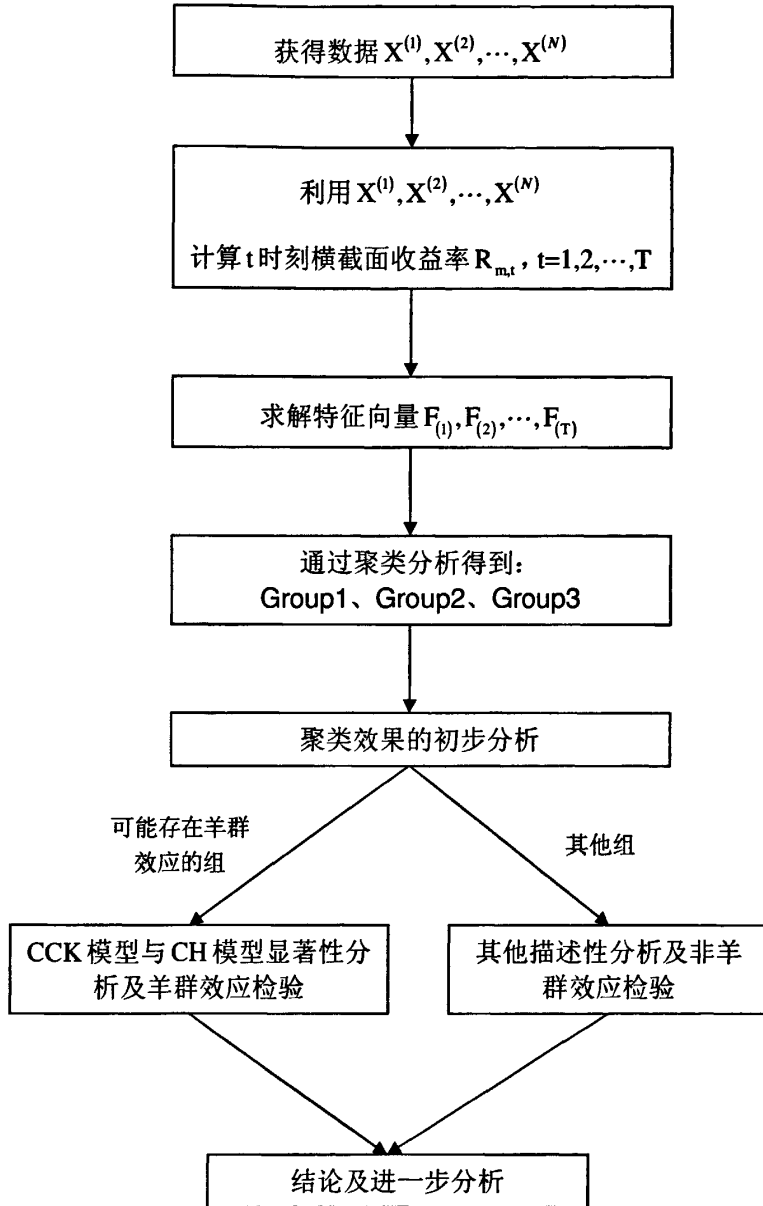 获得数据 X^(1),X^(2),⋯,X^(N)
利用 X^(1),X^(2),⋯,X^(N)
计算 t 时刻横截面收益率 R_m,t，t=1,2,⋯,T
求解特征向量 F_(1),F_(2),⋯,F_(T)
通过聚类分析得到：
Group1、Group2、Group3
聚类效果的初步分析
可能存在羊群
效应的组
其他组
CCK 模型与 CH 模型显著性分
析及羊群效应检验
其他描述性分析及非羊
群效应检验
结论及进一步分析